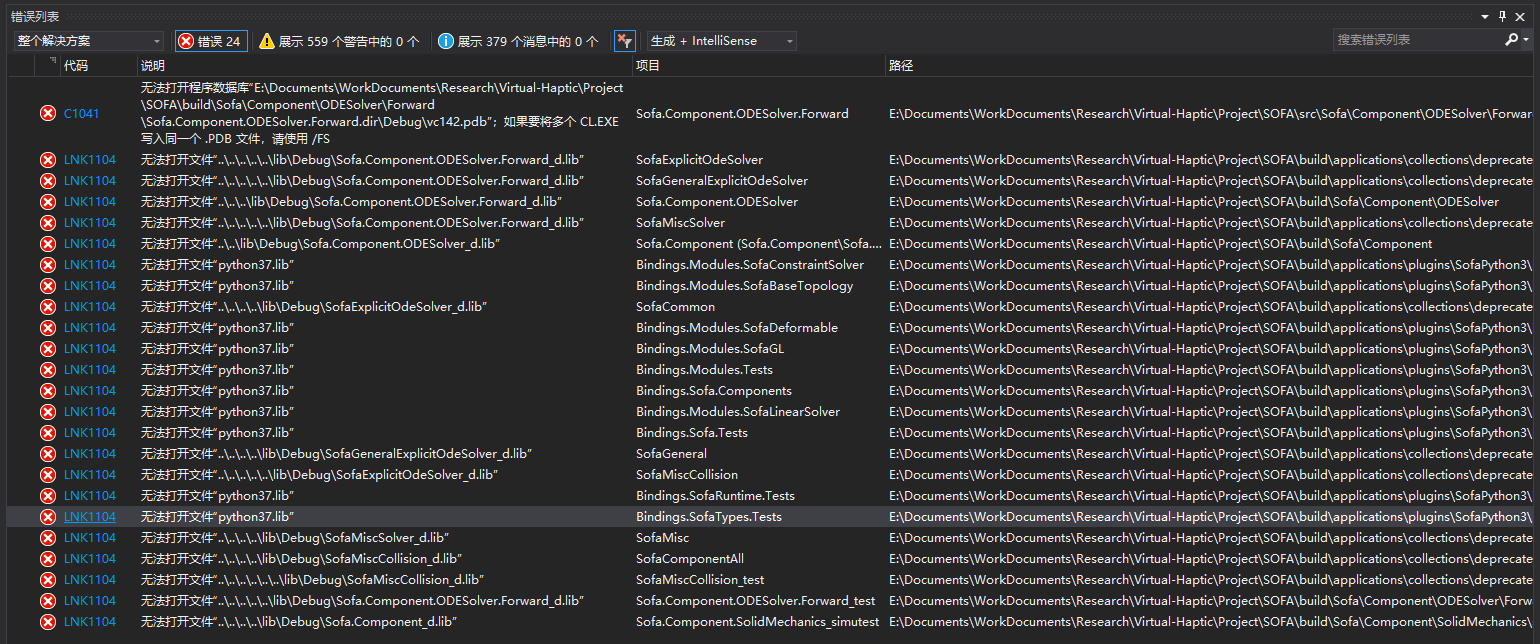 错误列表
整个解决方案 错误 24 展示 559 个警告中的 0 个 展示 379 个消息中的 0 个 生成 + IntelliSense 搜索错误列表
代码 说明 项目 路径
C1041 无法打开程序数据库“E:\Documents\WorkDocuments\Research\Virtual-Haptic\Project
\SOFA\build\Sofa\Component\ODESolver\Forward
\Sofa.Component.ODESolver.Forward.dir\Debug\vc142.pdb”；如果要将多个 CL.EXE
写入同一个 .PDB 文件，请使用 /FS Sofa.Component.ODESolver.Forward E:\Documents\WorkDocuments\Research\Virtual-Haptic\Project\SOFA\src\Sofa\Component\ODESolver\Forwar
LNK1104 无法打开文件“..\..\..\..\..\lib\Debug\Sofa.Component.ODESolver.Forward_d.lib” SofaExplicitOdeSolver E:\Documents\WorkDocuments\Research\Virtual-Haptic\Project\SOFA\build\applications\collections\deprecate
LNK1104 无法打开文件“..\..\..\..\..\lib\Debug\Sofa.Component.ODESolver.Forward_d.lib” SofaGeneralExplicitOdeSolver E:\Documents\WorkDocuments\Research\Virtual-Haptic\Project\SOFA\build\applications\collections\deprecate
LNK1104 无法打开文件“..\..\..\lib\Debug\Sofa.Component.ODESolver.Forward_d.lib” Sofa.Component.ODESolver E:\Documents\WorkDocuments\Research\Virtual-Haptic\Project\SOFA\build\Sofa\Component\ODESolver
LNK1104 无法打开文件“..\..\..\..\..\lib\Debug\Sofa.Component.ODESolver.Forward_d.lib” SofaMiscSolver E:\Documents\WorkDocuments\Research\Virtual-Haptic\Project\SOFA\build\applications\collections\deprecate
LNK1104 无法打开文件“..\..\lib\Debug\Sofa.Component.ODESolver_d.lib” Sofa.Component (Sofa.Component\Sofa.... E:\Documents\WorkDocuments\Research\Virtual-Haptic\Project\SOFA\build\Sofa\Component
LNK1104 无法打开文件“python37.lib” Bindings.Modules.SofaConstraintSolver E:\Documents\WorkDocuments\Research\Virtual-Haptic\Project\SOFA\build\applications\plugins\SofaPython3\
LNK1104 无法打开文件“python37.lib” Bindings.Modules.SofaBaseTopology E:\Documents\WorkDocuments\Research\Virtual-Haptic\Project\SOFA\build\applications\plugins\SofaPython3\
LNK1104 无法打开文件“..\..\..\..\lib\Debug\SofaExplicitOdeSolver_d.lib” SofaCommon E:\Documents\WorkDocuments\Research\Virtual-Haptic\Project\SOFA\build\applications\collections\deprecate
LNK1104 无法打开文件“python37.lib” Bindings.Modules.SofaDeformable E:\Documents\WorkDocuments\Research\Virtual-Haptic\Project\SOFA\build\applications\plugins\SofaPython3\
LNK1104 无法打开文件“python37.lib” Bindings.Modules.SofaGL E:\Documents\WorkDocuments\Research\Virtual-Haptic\Project\SOFA\build\applications\plugins\SofaPython3\
LNK1104 无法打开文件“python37.lib” Bindings.Modules.Tests E:\Documents\WorkDocuments\Research\Virtual-Haptic\Project\SOFA\build\applications\plugins\SofaPython3\
LNK1104 无法打开文件“python37.lib” Bindings.Sofa.Components E:\Documents\WorkDocuments\Research\Virtual-Haptic\Project\SOFA\build\applications\plugins\SofaPython3\
LNK1104 无法打开文件“python37.lib” Bindings.Modules.SofaLinearSolver E:\Documents\WorkDocuments\Research\Virtual-Haptic\Project\SOFA\build\applications\plugins\SofaPython3\
LNK1104 无法打开文件“python37.lib” Bindings.Sofa.Tests E:\Documents\WorkDocuments\Research\Virtual-Haptic\Project\SOFA\build\applications\plugins\SofaPython3\
LNK1104 无法打开文件“..\..\..\..\lib\Debug\SofaGeneralExplicitOdeSolver_d.lib” SofaGeneral E:\Documents\WorkDocuments\Research\Virtual-Haptic\Project\SOFA\build\applications\collections\deprecate
LNK1104 无法打开文件“..\..\..\..\..\lib\Debug\SofaExplicitOdeSolver_d.lib” SofaMiscCollision E:\Documents\WorkDocuments\Research\Virtual-Haptic\Project\SOFA\build\applications\collections\deprecate
LNK1104 无法打开文件“python37.lib” Bindings.SofaRuntime.Tests E:\Documents\WorkDocuments\Research\Virtual-Haptic\Project\SOFA\build\applications\plugins\SofaPython3\
LNK1104 无法打开文件“python37.lib” Bindings.SofaTypes.Tests E:\Documents\WorkDocuments\Research\Virtual-Haptic\Project\SOFA\build\applications\plugins\SofaPython3\
LNK1104 无法打开文件“..\..\..\..\lib\Debug\SofaMiscSolver_d.lib” SofaMisc E:\Documents\WorkDocuments\Research\Virtual-Haptic\Project\SOFA\build\applications\collections\deprecate
LNK1104 无法打开文件“..\..\..\..\lib\Debug\SofaMiscCollision_d.lib” SofaComponentAll E:\Documents\WorkDocuments\Research\Virtual-Haptic\Project\SOFA\build\applications\collections\deprecate
LNK1104 无法打开文件“..\..\..\..\..\..\lib\Debug\SofaMiscCollision_d.lib” SofaMiscCollision_test E:\Documents\WorkDocuments\Research\Virtual-Haptic\Project\SOFA\build\applications\collections\deprecate
LNK1104 无法打开文件“..\..\..\..\..\lib\Debug\Sofa.Component.ODESolver.Forward_d.lib” Sofa.Component.ODESolver.Forward_test E:\Documents\WorkDocuments\Research\Virtual-Haptic\Project\SOFA\build\Sofa\Component\ODESolver\Forw
LNK1104 无法打开文件“..\..\..\..\lib\Debug\Sofa.Component_d.lib” Sofa.Component.SolidMechanics_simutest E:\Documents\WorkDocuments\Research\Virtual-Haptic\Project\SOFA\build\Sofa\Component\SolidMechanics\